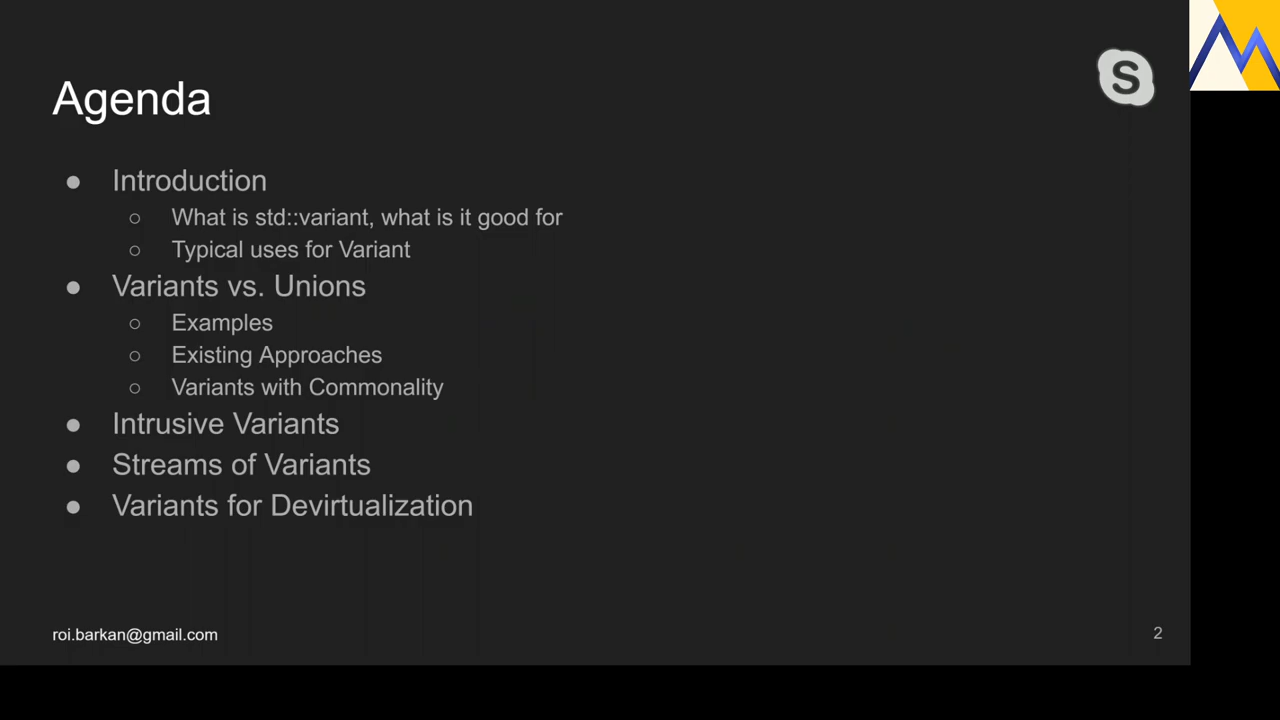 Agenda
S
● Introduction
○ What is std::variant, what is it good for
○ Typical uses for Variant
● Variants vs. Unions
○ Examples
○ Existing Approaches
○ Variants with Commonality
● Intrusive Variants
● Streams of Variants
● Variants for Devirtualization
roi.barkan@gmail.com
2